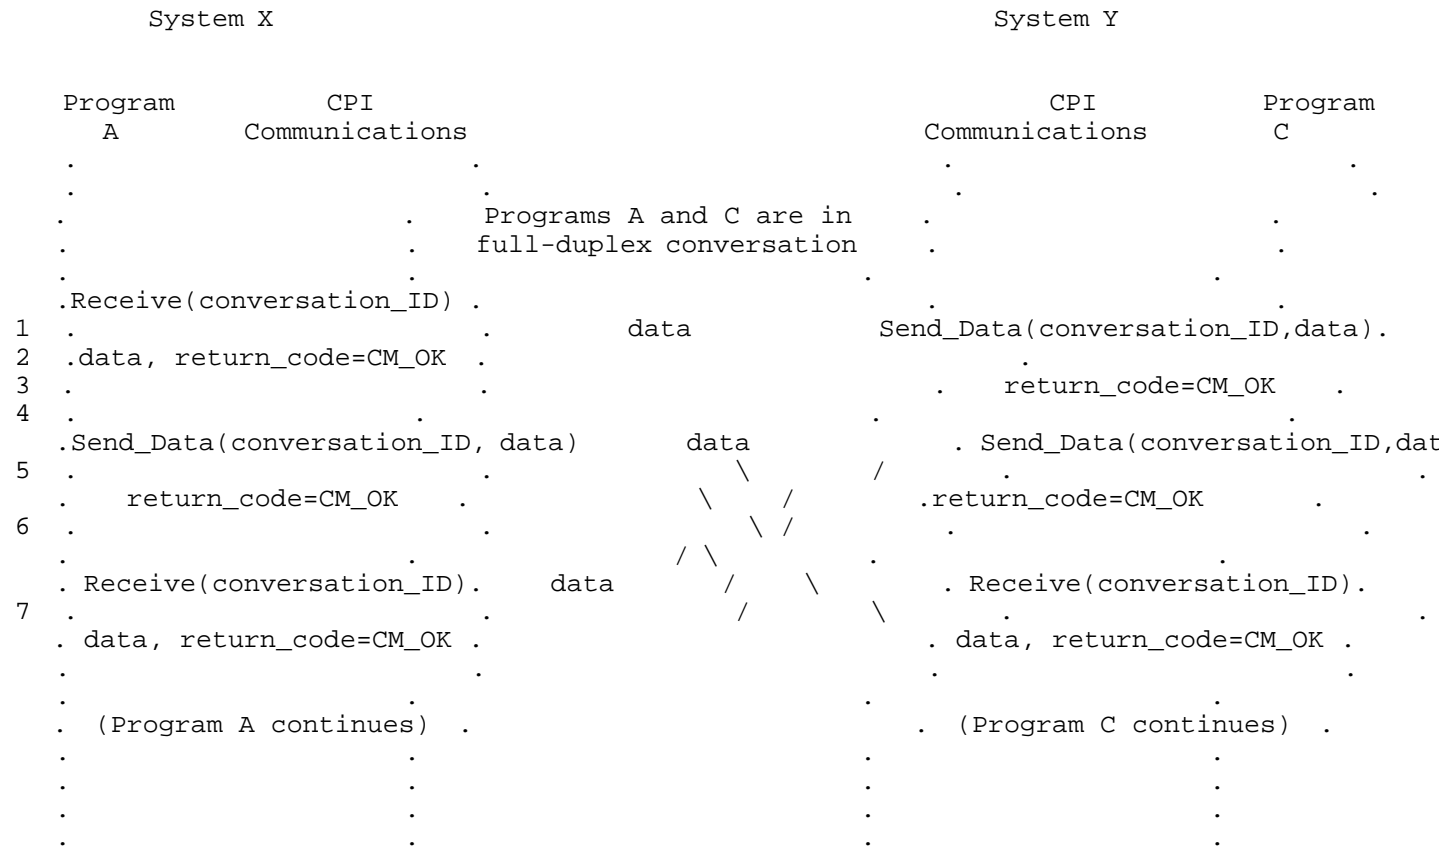 System X System Y
Program CPI CPI Program
A Communications Communications C
. . . .
. . . .
. . Programs A and C are in . .
. . full-duplex conversation . .
. . . .
.Receive(conversation_ID) . . .
1 . . data Send_Data(conversation_ID,data).
2 .data, return_code=CM_OK . .
3 . . . return_code=CM_OK .
4 . . . .
.Send_Data(conversation_ID, data) data . Send_Data(conversation_ID,dat
5 . . \ / . .
. return_code=CM_OK . \ / .return_code=CM_OK .
6 . . \ / . .
. . / \ . .
. Receive(conversation_ID). data / \ . Receive(conversation_ID).
7 . . / \ . .
. data, return_code=CM_OK . . data, return_code=CM_OK .
. . . .
. . . .
. (Program A continues) . . (Program C continues) .
. . . .
. . . .
. . . .
. . . .